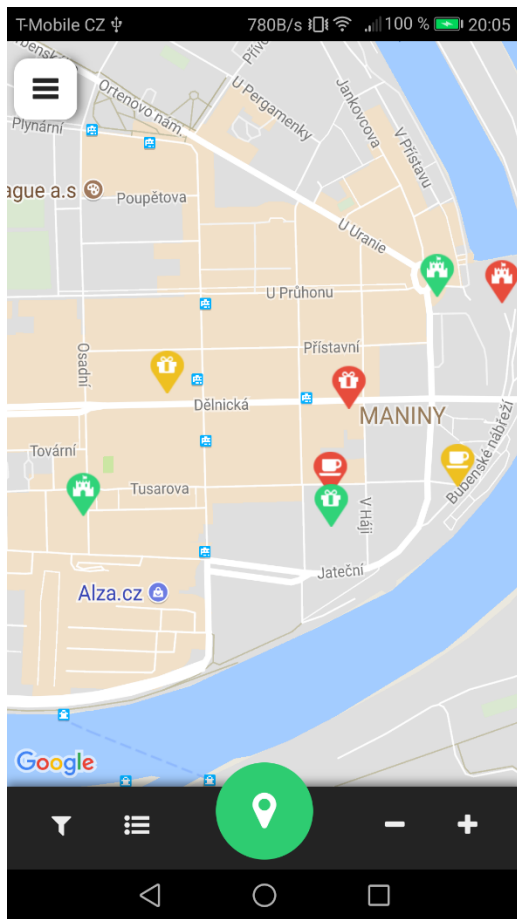 T-Mobile CZ 780B/s 100 % 20:05
Ortenovo nám.
U Pergamenky
Jankovcova
V Přístavu
Plynární
ague a.s
Poupětova
U Uranie
U Průhonu
Osadní
Přístavní
Dělnická
MANINY
Tovární
Tusarova
V Háji
Bubenské nábřeží
Jateční
Alza.cz
Google